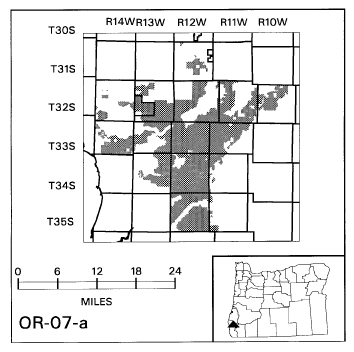 R14W R13W R12W R11W R10W
T30S
T31S
T32S
T33S
T34S
T35S
0 6 12 18 24
MILES
OR-07-a